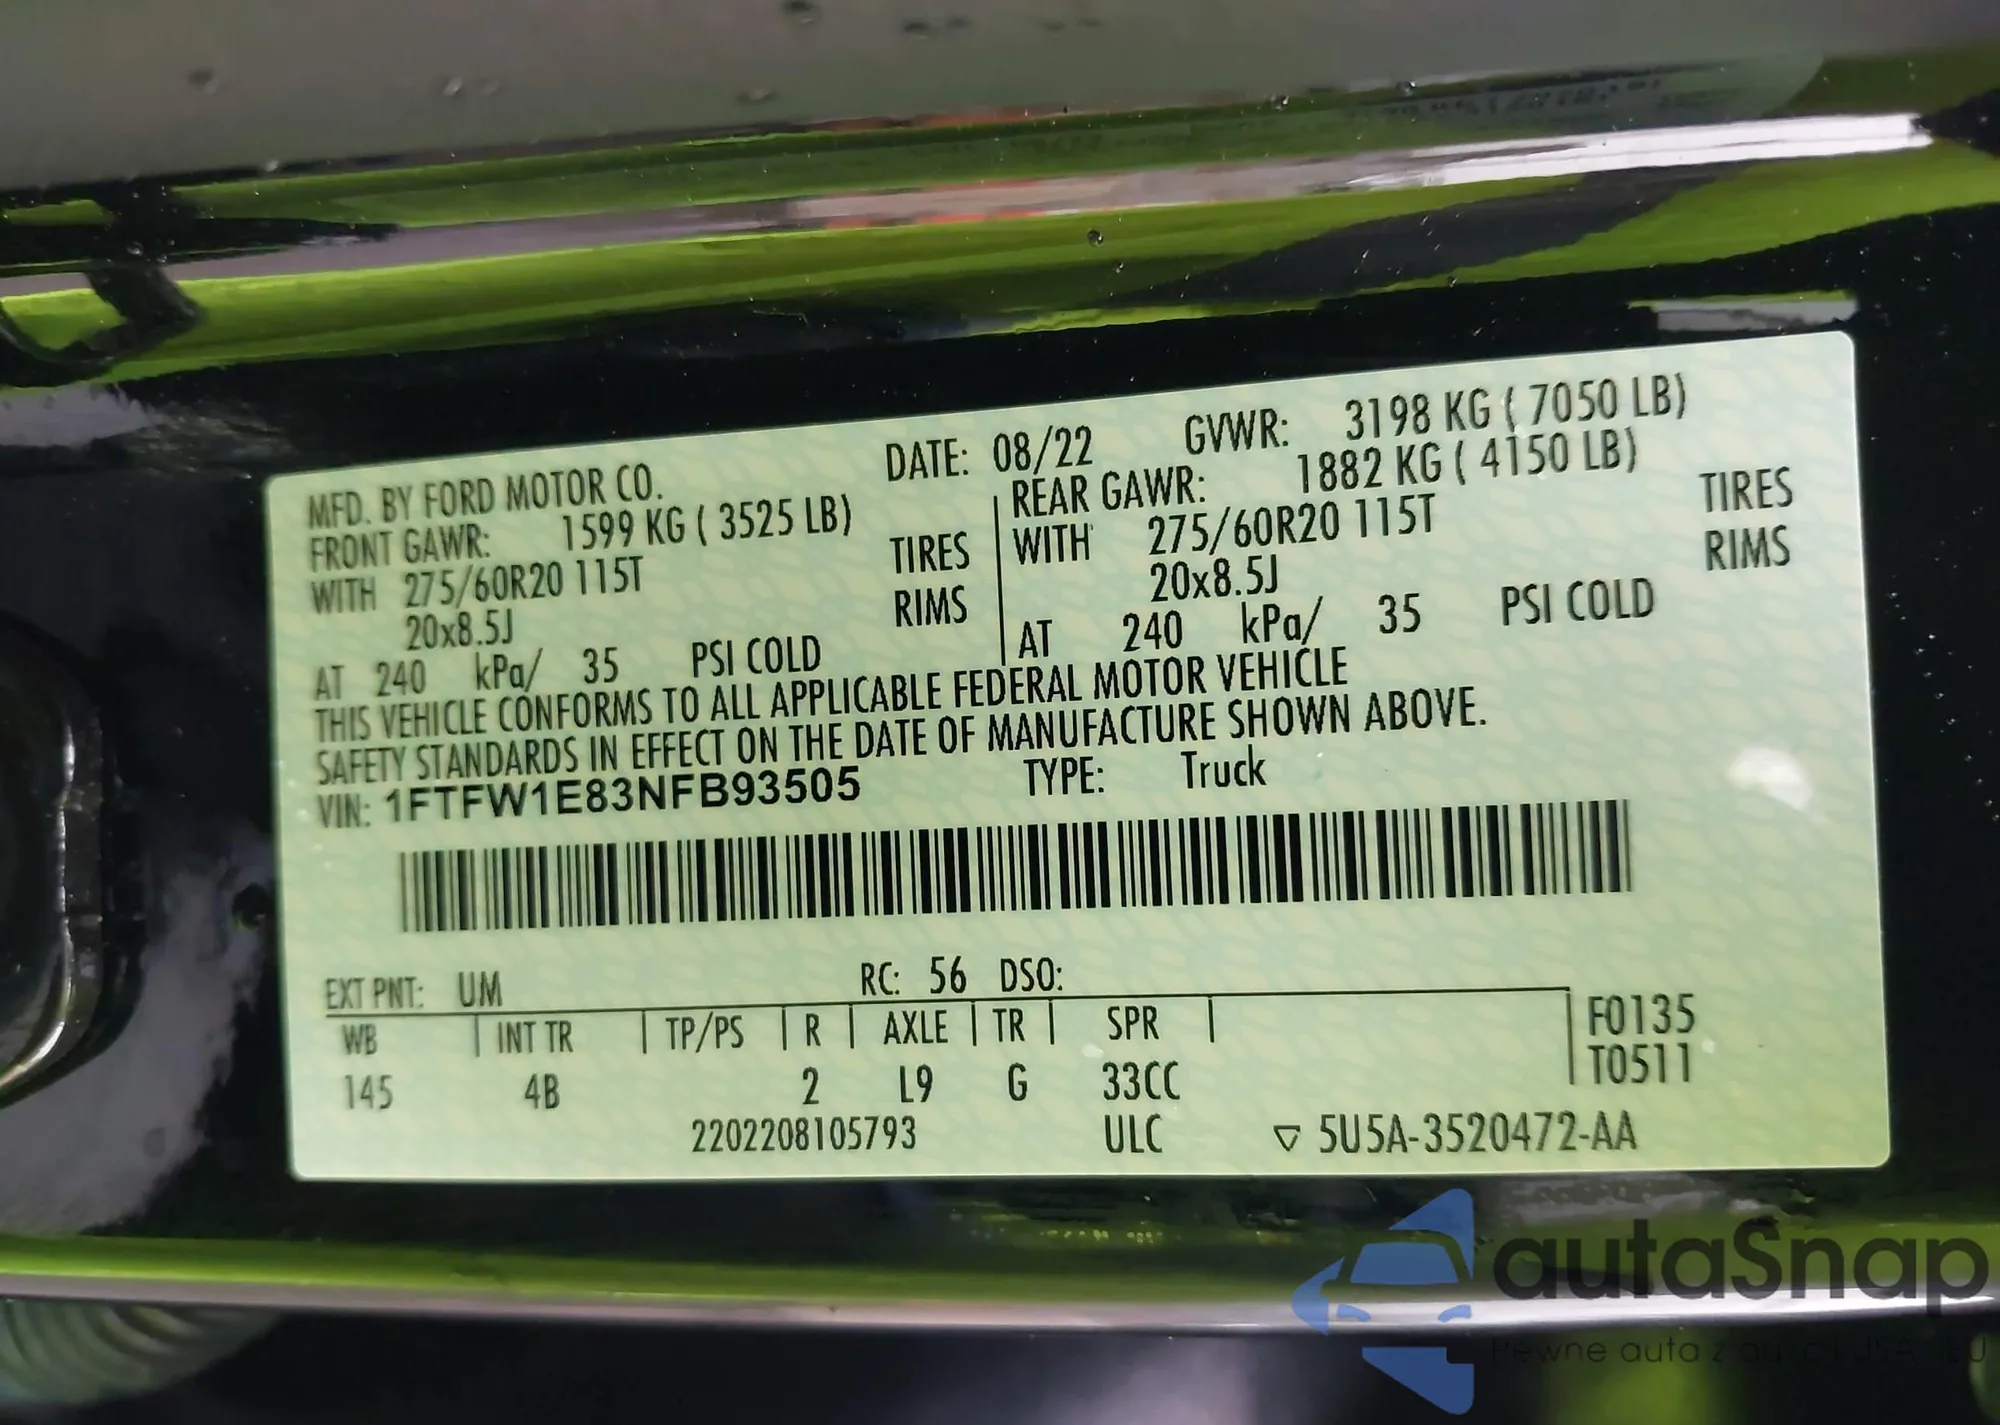 MFD. BY FORD MOTOR CO. DATE: 08/22 GVWR: 3198 KG ( 7050 LB)
FRONT GAWR: 1599 KG ( 3525 LB) REAR GAWR: 1882 KG ( 4150 LB)
WITH 275/60R20 115T TIRES WITH 275/60R20 115T TIRES
20x8.5J RIMS 20x8.5J RIMS
AT 240 kPa/ 35 PSI COLD AT 240 kPa/ 35 PSI COLD
THIS VEHICLE CONFORMS TO ALL APPLICABLE FEDERAL MOTOR VEHICLE
SAFETY STANDARDS IN EFFECT ON THE DATE OF MANUFACTURE SHOWN ABOVE.
VIN: 1FTFW1E83NFB93505 TYPE: Truck
EXT PNT: UM RC: 56 DSO:
WB INT TR TP/PS R AXLE TR SPR F0135
T0511
145 4B 2 L9 G 33CC
2202208105793 ULC ▽ 5U5A-3520472-AA
autaSnap
Pewne auta z